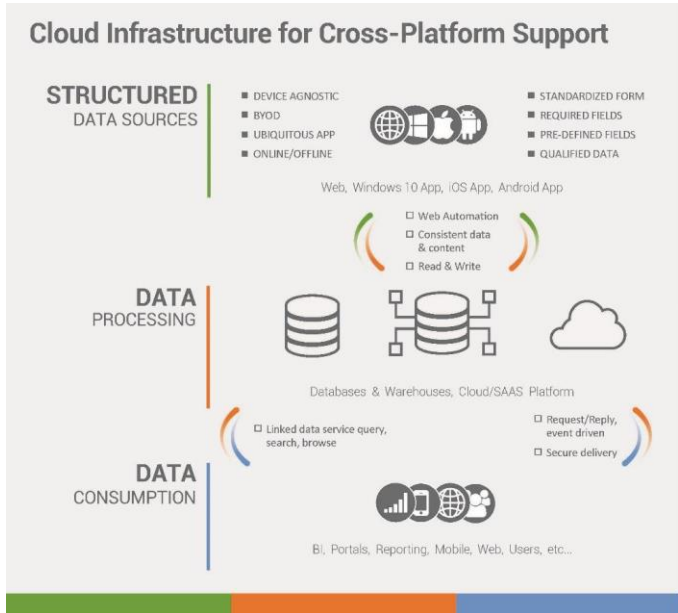 Cloud Infrastructure for Cross-Platform Support
STRUCTURED
DATA SOURCES
DEVICE AGNOSTIC
BYOD
UBIQUITOUS APP
ONLINE/OFFLINE
STANDARDIZED FORM
REQUIRED FIELDS
PRE-DEFINED FIELDS
QUALIFIED DATA
Web, Windows 10 App, iOS App, Android App
Web Automation
Consistent data
& content
Read & Write
DATA
PROCESSING
Databases & Warehouses, Cloud/SAAS Platform
Linked data service query,
search, browse
Request/Reply,
event driven
Secure delivery
DATA
CONSUMPTION
BI, Portals, Reporting, Mobile, Web, Users, etc...